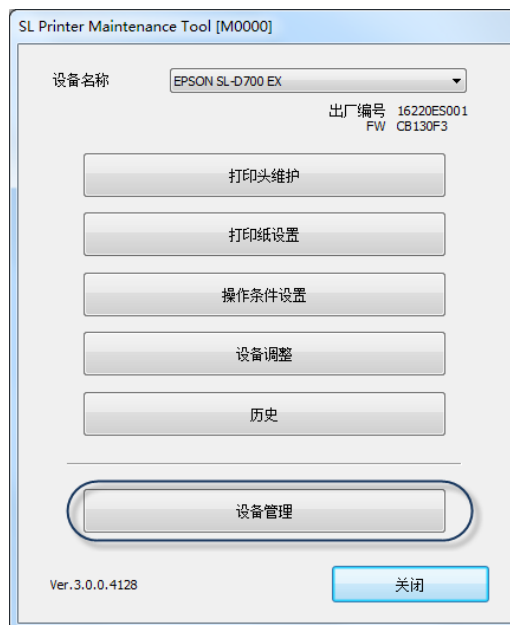 SL Printer Maintenance Tool [M0000]
设备名称 EPSON SL-D700 EX
出厂编号 16220ES001
FW CB130F3
打印头维护
打印纸设置
操作条件设置
设备调整
历史
设备管理
Ver.3.0.0.4128 关闭